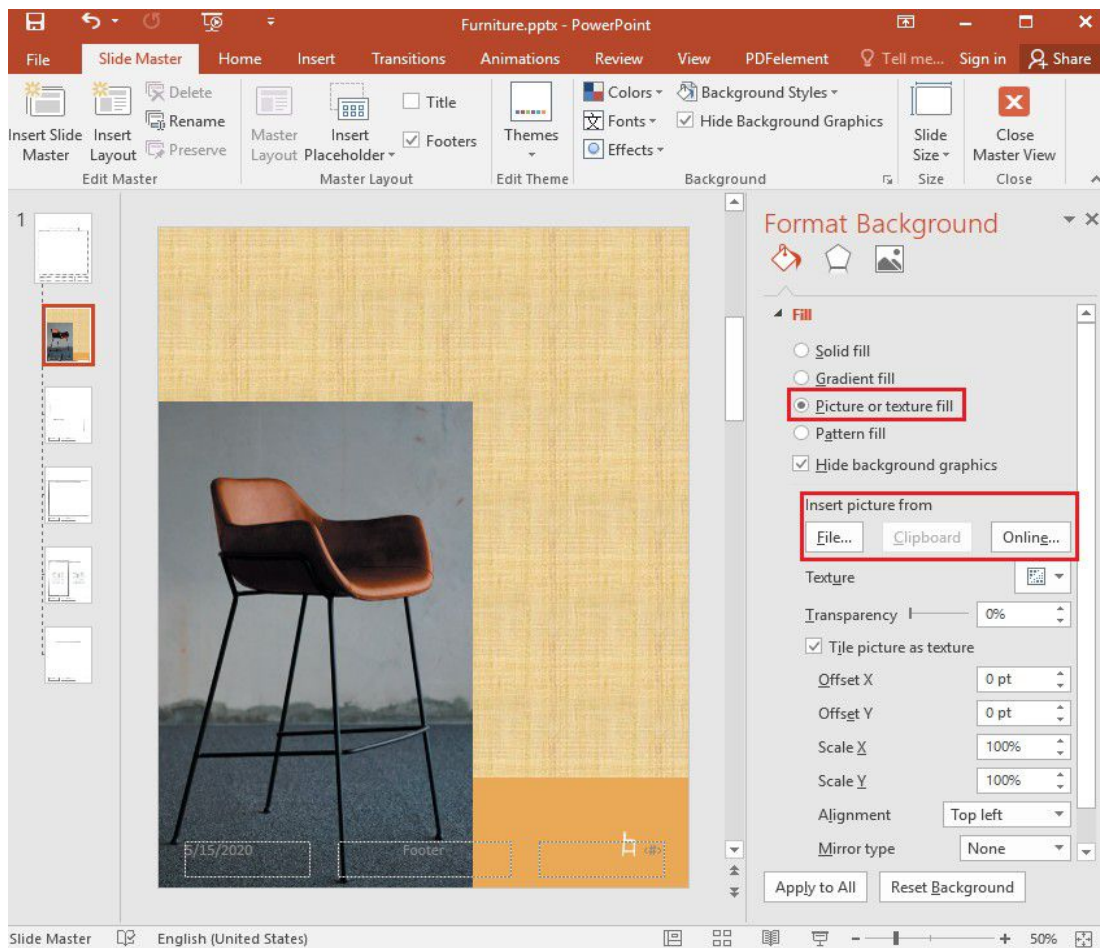 Furniture.pptx - PowerPoint
File Slide Master Home Insert Transitions Animations Review View PDFelement Tell me... Sign in Share
Insert Slide Master
Insert Layout
Delete
Rename
Preserve
Edit Master
Master Layout
Insert Placeholder
Title
Footers
Master Layout
Themes
Edit Theme
Colors
Fonts
Effects
Background Styles
Hide Background Graphics
Background
Slide Size
Size
Close Master View
Close
1
5/15/2020
Footer
‹#›
Format Background
Fill
Solid fill
Gradient fill
Picture or texture fill
Pattern fill
Hide background graphics
Insert picture from
File... Clipboard Online...
Texture
Transparency 0%
Tile picture as texture
Offset X 0 pt
Offset Y 0 pt
Scale X 100%
Scale Y 100%
Alignment Top left
Mirror type None
Apply to All Reset Background
Slide Master English (United States) 50%